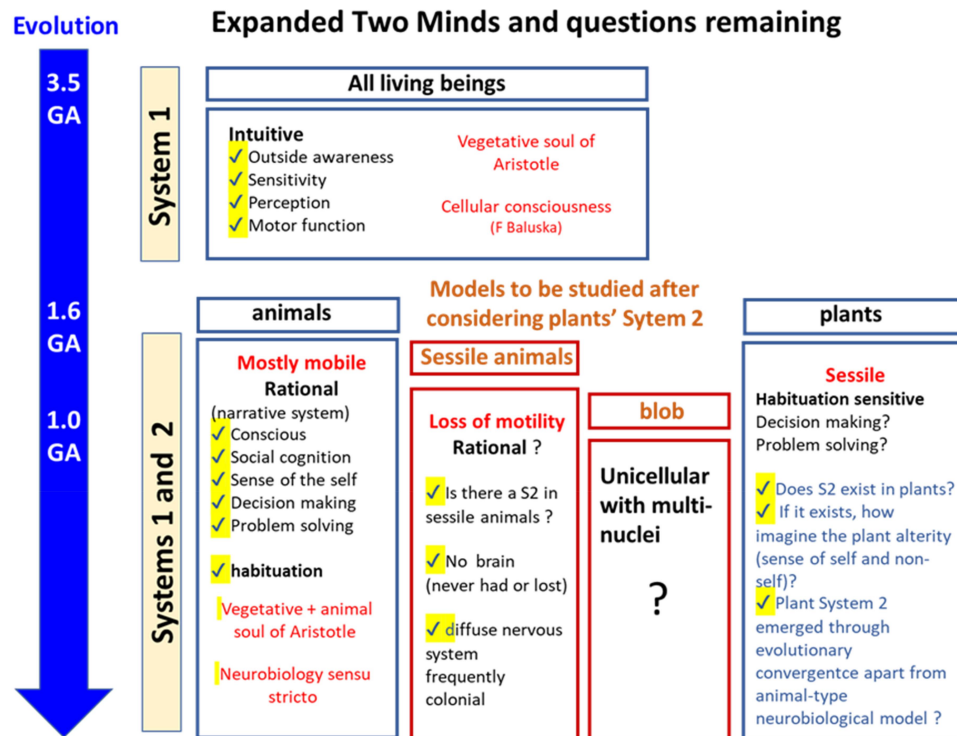 Evolution
Expanded Two Minds and questions remaining
3.5
GA
1.6
GA
1.0
GA
System 1
All living beings
Intuitive
✓ Outside awareness
✓ Sensitivity
✓ Perception
✓ Motor function
Vegetative soul of
Aristotle
Cellular consciousness
(F Baluska)
Systems 1 and 2
Models to be studied after
considering plants' Sytem 2
animals
Mostly mobile
Rational
(narrative system)
✓ Conscious
✓ Social cognition
✓ Sense of the self
✓ Decision making
✓ Problem solving
✓ habituation
Vegetative + animal
soul of Aristotle
Neurobiology sensu
stricto
Sessile animals
Loss of motility
Rational ?
✓ Is there a S2 in
sessile animals ?
✓ No brain
(never had or lost)
✓ diffuse nervous
system
frequently
colonial
blob
Unicellular
with multi-
nuclei
?
plants
Sessile
Habituation sensitive
Decision making?
Problem solving?
✓ Does S2 exist in plants?
✓ If it exists, how
imagine the plant alterity
(sense of self and non-
self)?
✓ Plant System 2
emerged through
evolutionary
convergentce apart from
animal-type
neurobiological model ?